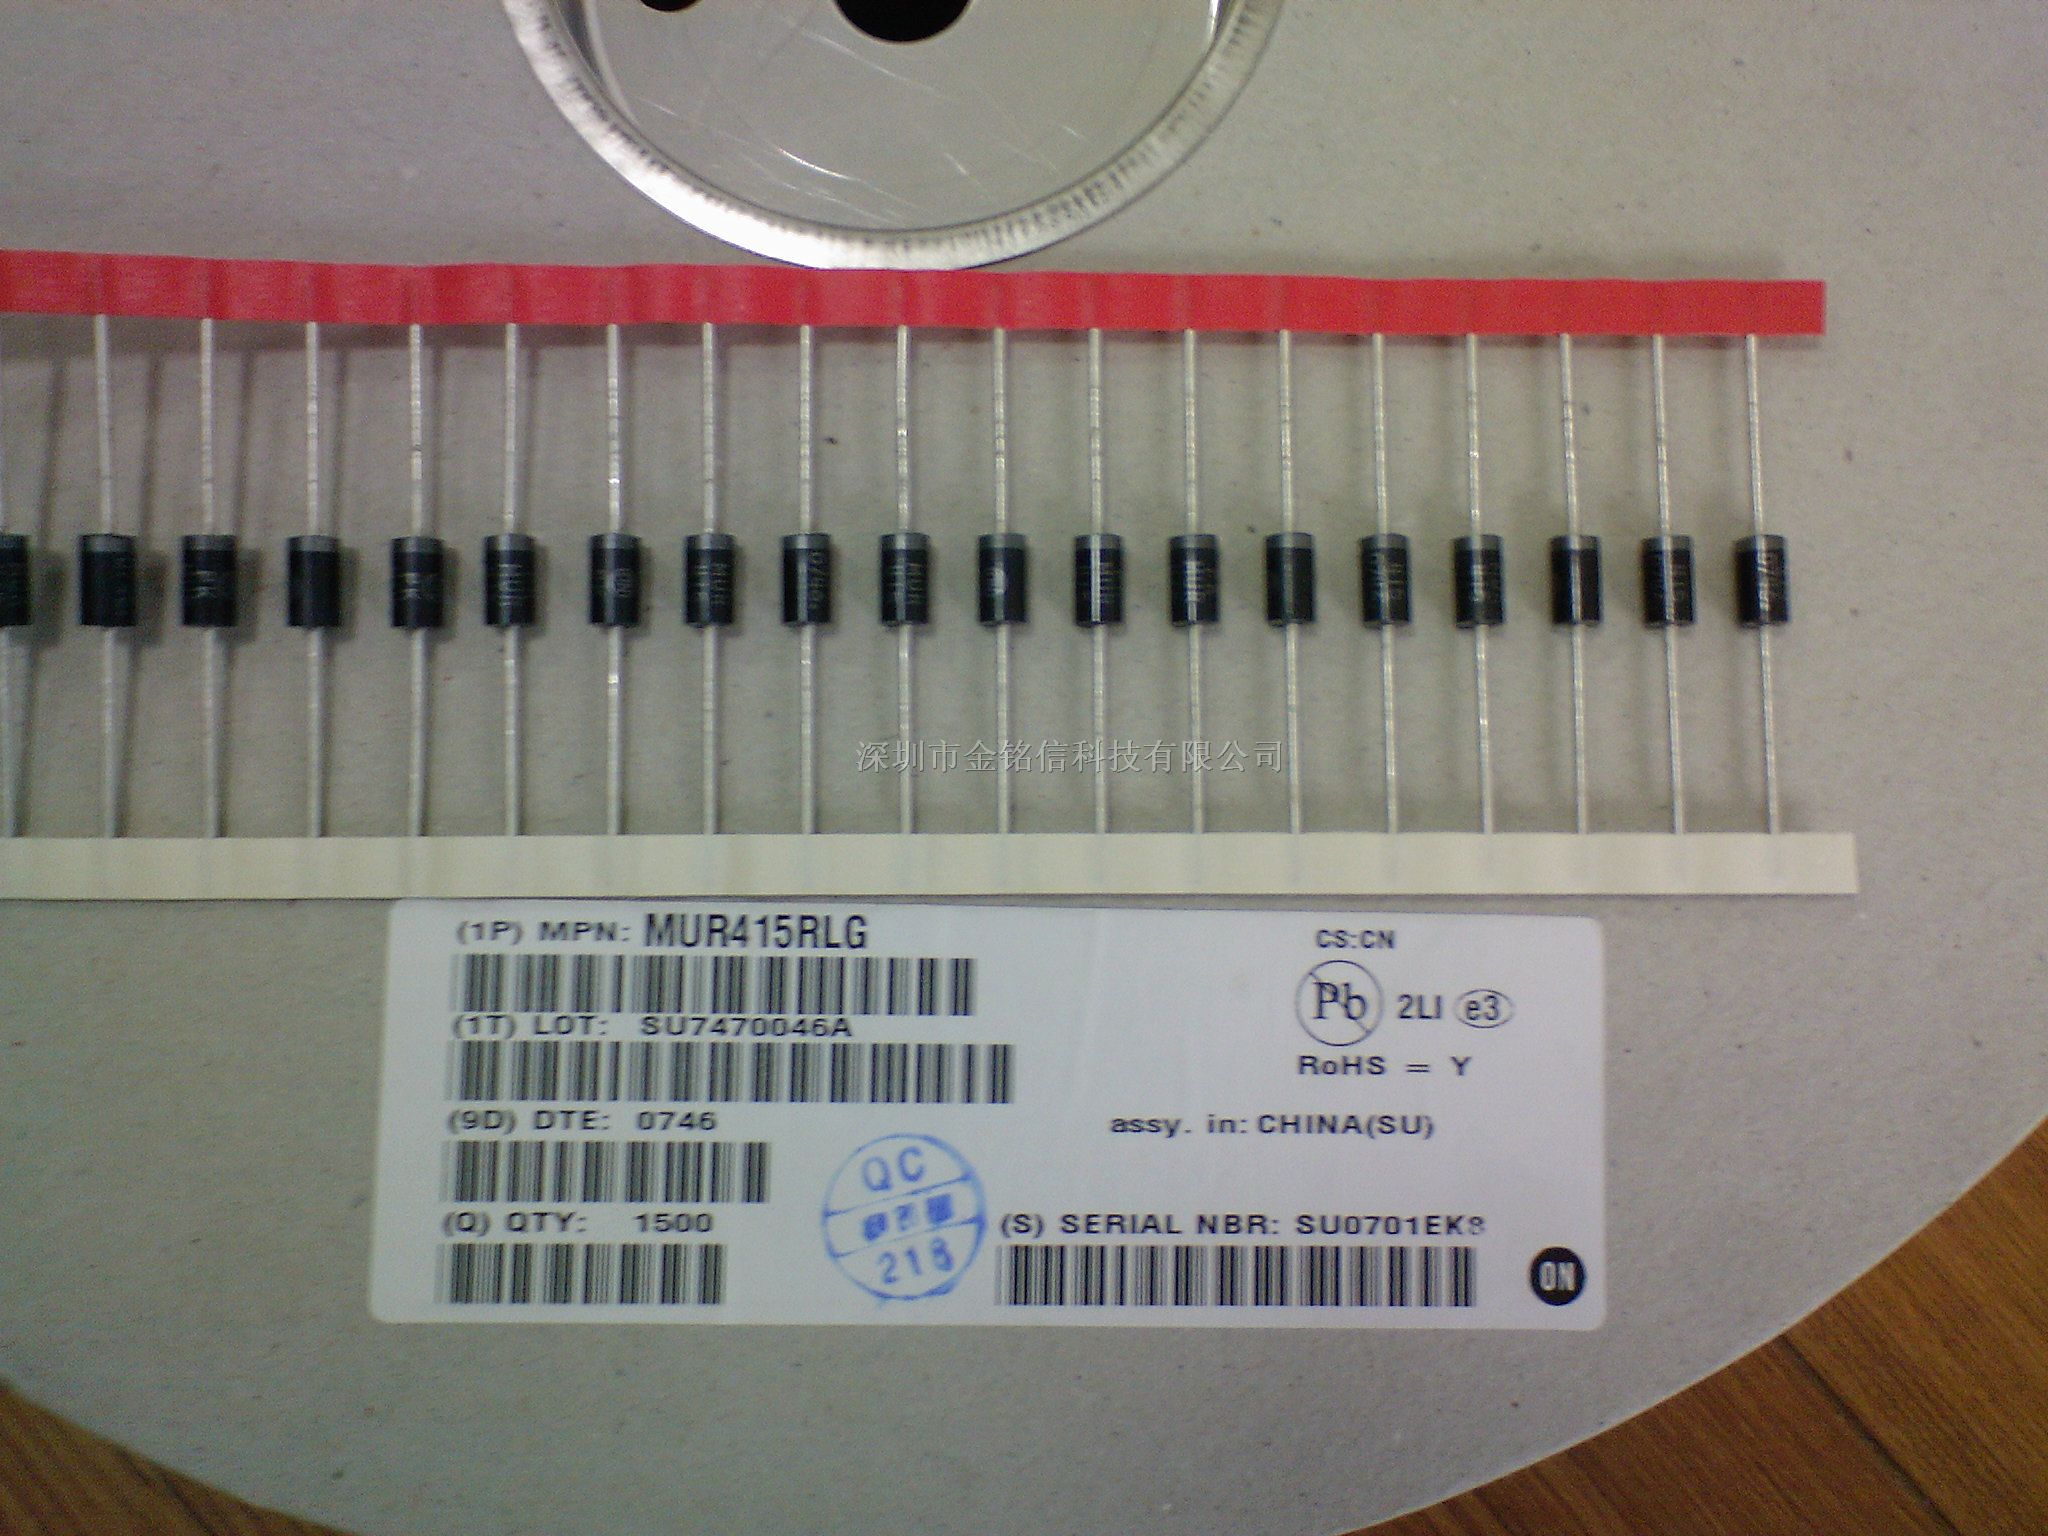 深圳市金铭信科技有限公司
(1P) MPN: MUR415RLG
CS:CN
Pb 2LI e3
(1T) LOT: SU7470046A
RoHS = Y
(9D) DTE: 0746
assy. in: CHINA(SU)
QC
218
(Q) QTY: 1500
(S) SERIAL NBR: SU0701EK8
ON